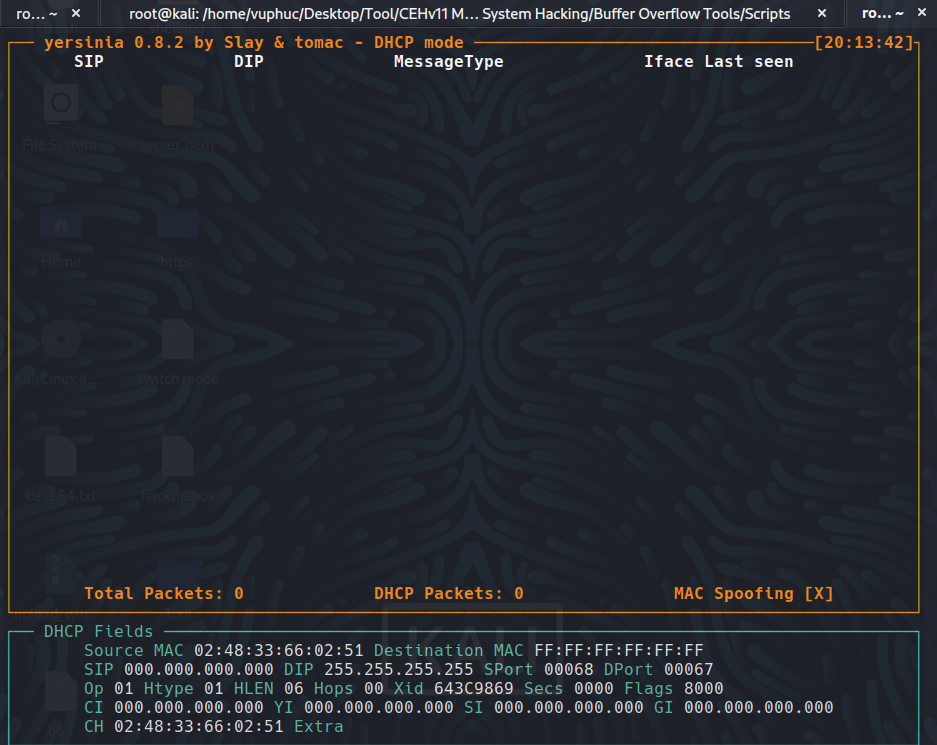 ro... ~ × root@kali: /home/vuphuc/Desktop/Tool/CEHv11 M... System Hacking/Buffer Overflow Tools/Scripts × ro... ~ ×
yersinia 0.8.2 by Slay & tomac - DHCP mode [20:13:42]
SIP DIP MessageType Iface Last seen
File System server.pem
Home https
Kali Linux a... switch mode
base64.txt hackthebox
Total Packets: 0 DHCP Packets: 0 MAC Spoofing [X]
KALI
DHCP Fields
Source MAC 02:48:33:66:02:51 Destination MAC FF:FF:FF:FF:FF:FF
SIP 000.000.000.000 DIP 255.255.255.255 SPort 00068 DPort 00067
Op 01 Htype 01 HLEN 06 Hops 00 Xid 643C9869 Secs 0000 Flags 8000
CI 000.000.000.000 YI 000.000.000.000 SI 000.000.000.000 GI 000.000.000.000
CH 02:48:33:66:02:51 Extra